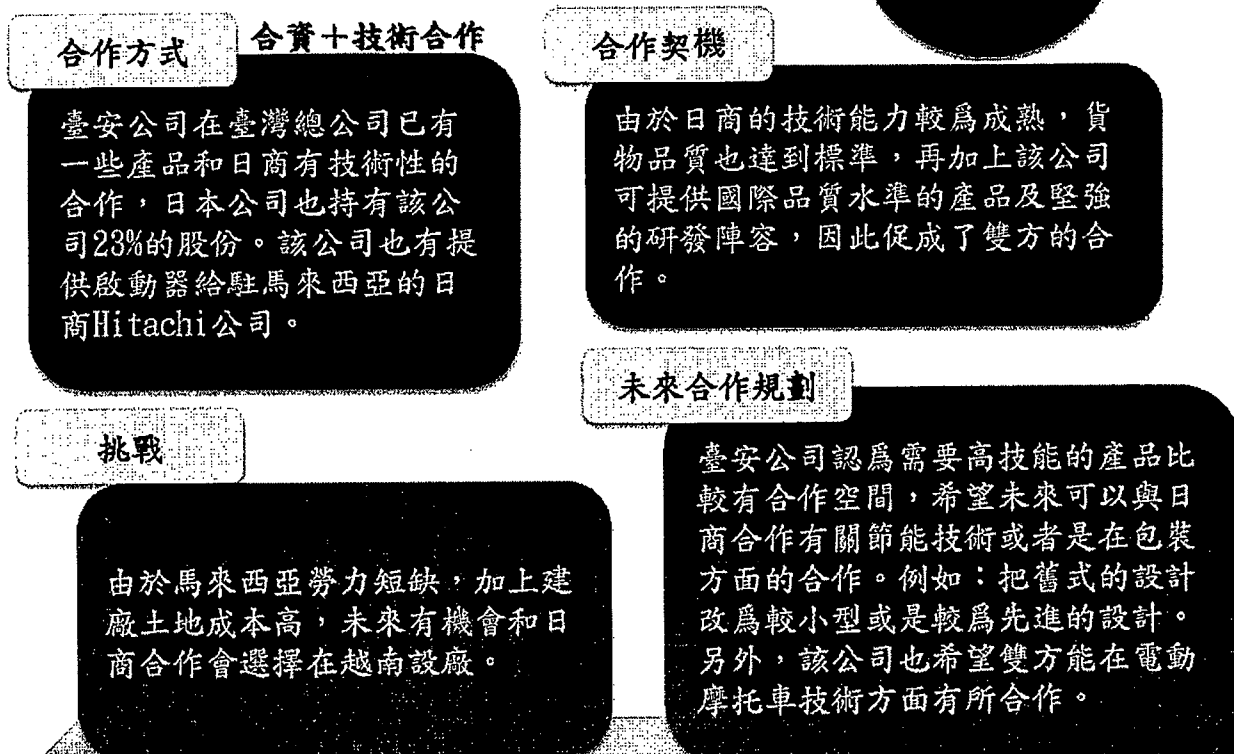 合作方式
合資＋技術合作
臺安公司在臺灣總公司已有
一些產品和日商有技術性的
合作，日本公司也持有該公
司23%的股份。該公司也有提
供啟動器給駐馬來西亞的日
商Hitachi公司。
合作契機
由於日商的技術能力較爲成熟，貨
物品質也達到標準，再加上該公司
可提供國際品質水準的產品及堅強
的研發陣容，因此促成了雙方的合
作。
挑戰
由於馬來西亞勞力短缺，加上建
廠土地成本高，未來有機會和日
商合作會選擇在越南設廠。
未來合作規劃
臺安公司認爲需要高技能的產品比
較有合作空間，希望未來可以與日
商合作有關節能技術或者是在包裝
方面的合作。例如：把舊式的設計
改爲較小型或是較爲先進的設計。
另外，該公司也希望雙方能在電動
摩托車技術方面有所合作。